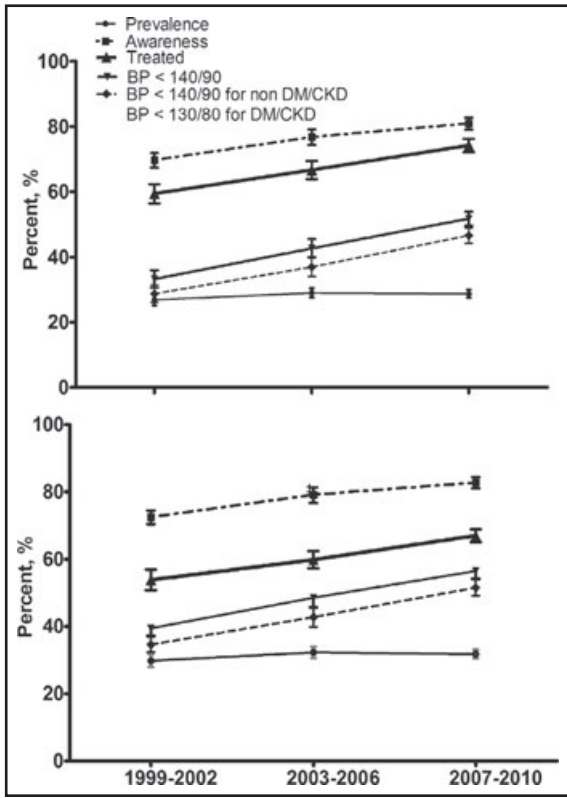 Prevalence
Awareness
Treated
BP < 140/90
BP < 140/90 for non DM/CKD
BP < 130/80 for DM/CKD
100
80
60
40
20
0
Percent, %
100
80
60
40
20
0
Percent, %
1999-2002
2003-2006
2007-2010